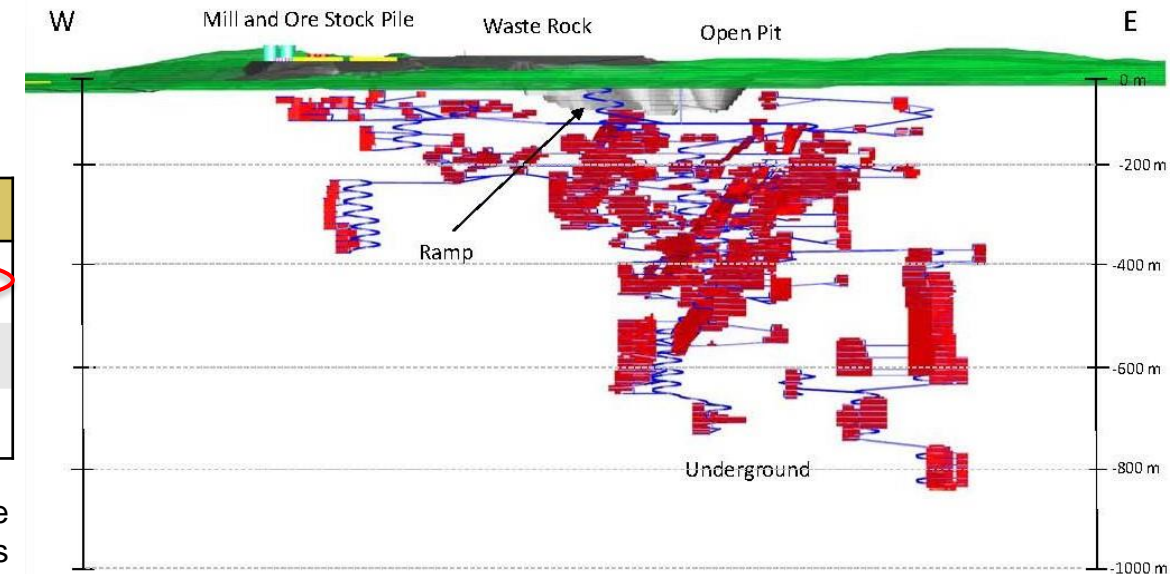 W
Mill and Ore Stock Pile
Waste Rock
Open Pit
E
0 m
-200 m
Ramp
-400 m
-600 m
Underground
-800 m
e
s
-1000 m